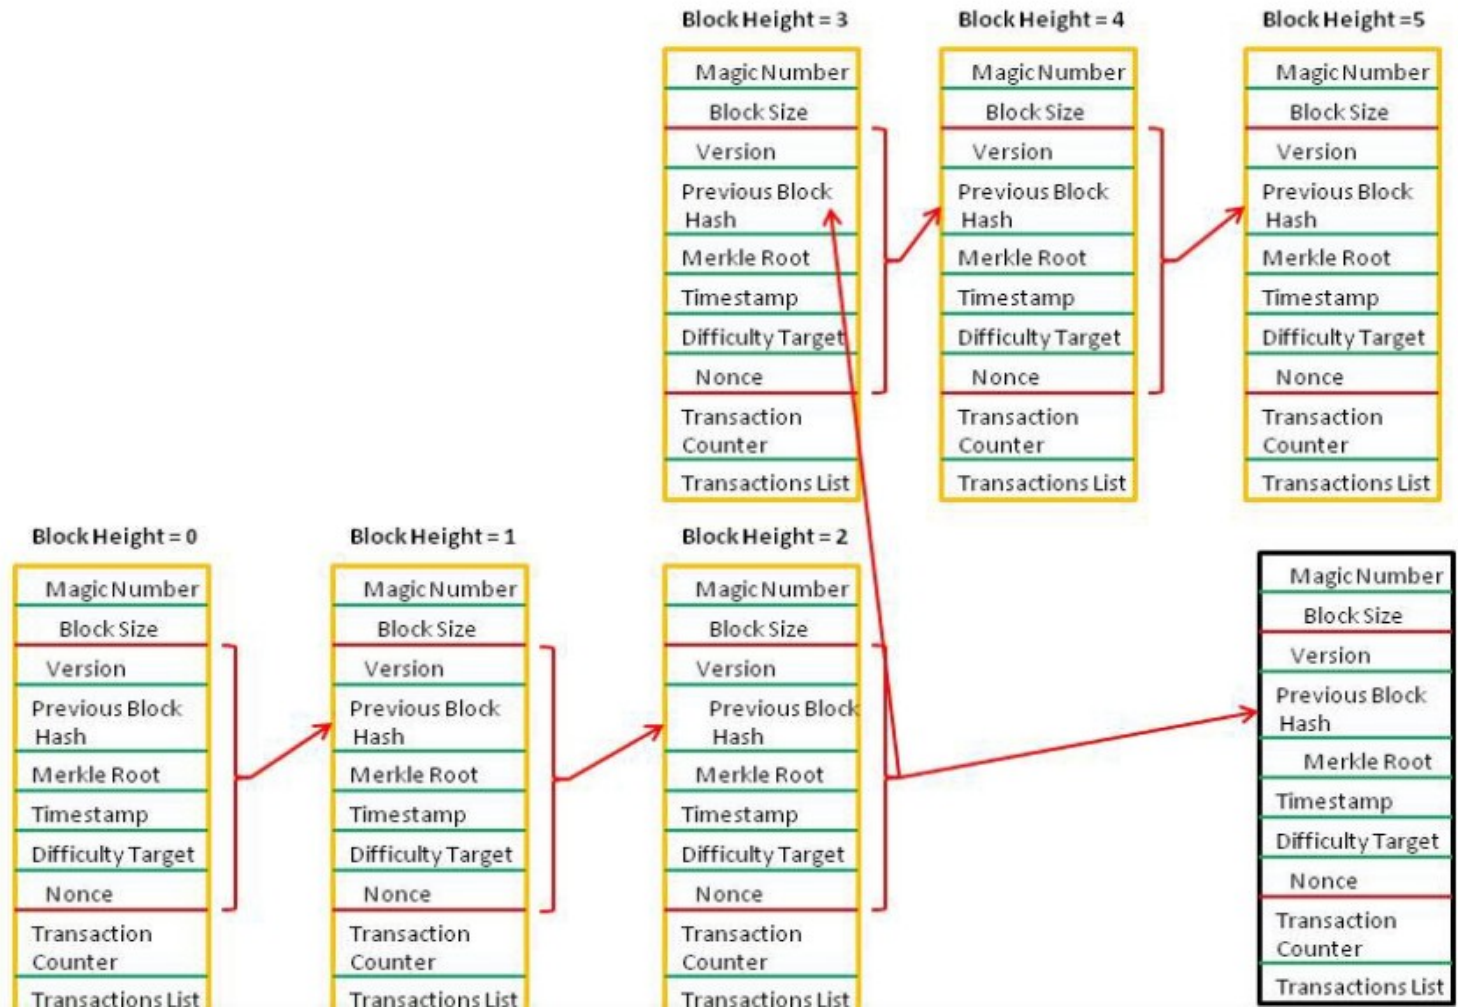 Block Height = 3
Magic Number
Block Size
Version
Previous Block
Hash
Merkle Root
Timestamp
Difficulty Target
Nonce
Transaction
Counter
Transactions List
Block Height = 4
Magic Number
Block Size
Version
Previous Block
Hash
Merkle Root
Timestamp
Difficulty Target
Nonce
Transaction
Counter
Transactions List
Block Height =5
Magic Number
Block Size
Version
Previous Block
Hash
Merkle Root
Timestamp
Difficulty Target
Nonce
Transaction
Counter
Transactions List
Block Height = 0
Magic Number
Block Size
Version
Previous Block
Hash
Merkle Root
Timestamp
Difficulty Target
Nonce
Transaction
Counter
Transactions List
Block Height = 1
Magic Number
Block Size
Version
Previous Block
Hash
Merkle Root
Timestamp
Difficulty Target
Nonce
Transaction
Counter
Transactions List
Block Height = 2
Magic Number
Block Size
Version
Previous Block
Hash
Merkle Root
Timestamp
Difficulty Target
Nonce
Transaction
Counter
Transactions List
Magic Number
Block Size
Version
Previous Block
Hash
Merkle Root
Timestamp
Difficulty Target
Nonce
Transaction
Counter
Transactions List